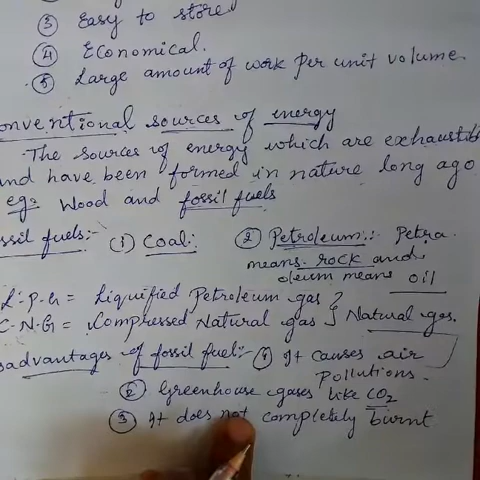 ③ Easy to store
④ Economical.
⑤ Large amount of work per unit volume.
onventional sources of energy
The sources of energy which are exhaustib
and have been formed in nature long ago
eg. Wood and fossil fuels
ssil fuels:- (1) Coal: ② Petroleum: Petra
means rock and
oleum means oil
L.P.G = Liquified Petroleum gas }
C.N.G = Compressed Natural gas } Natural gas.
sadvantages of fossil fuel:- ① It causes air
Pollutions.
② Greenhouse gases like CO2
③ It does not completely burnt